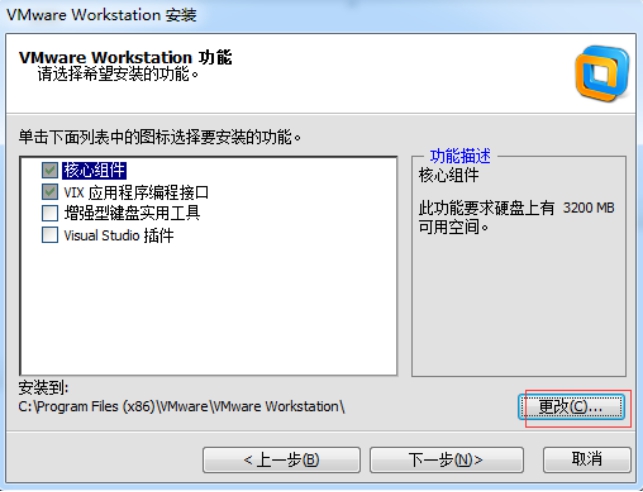 VMware Workstation 安装
VMware Workstation 功能
请选择希望安装的功能。
单击下面列表中的图标选择要安装的功能。
核心组件
VIX 应用程序编程接口
增强型键盘实用工具
Visual Studio 插件
功能描述
核心组件
此功能要求硬盘上有 3200 MB
可用空间。
安装到:
C:\Program Files (x86)\VMware\VMware Workstation\
更改(C)...
< 上一步(B)
下一步(N)>
取消